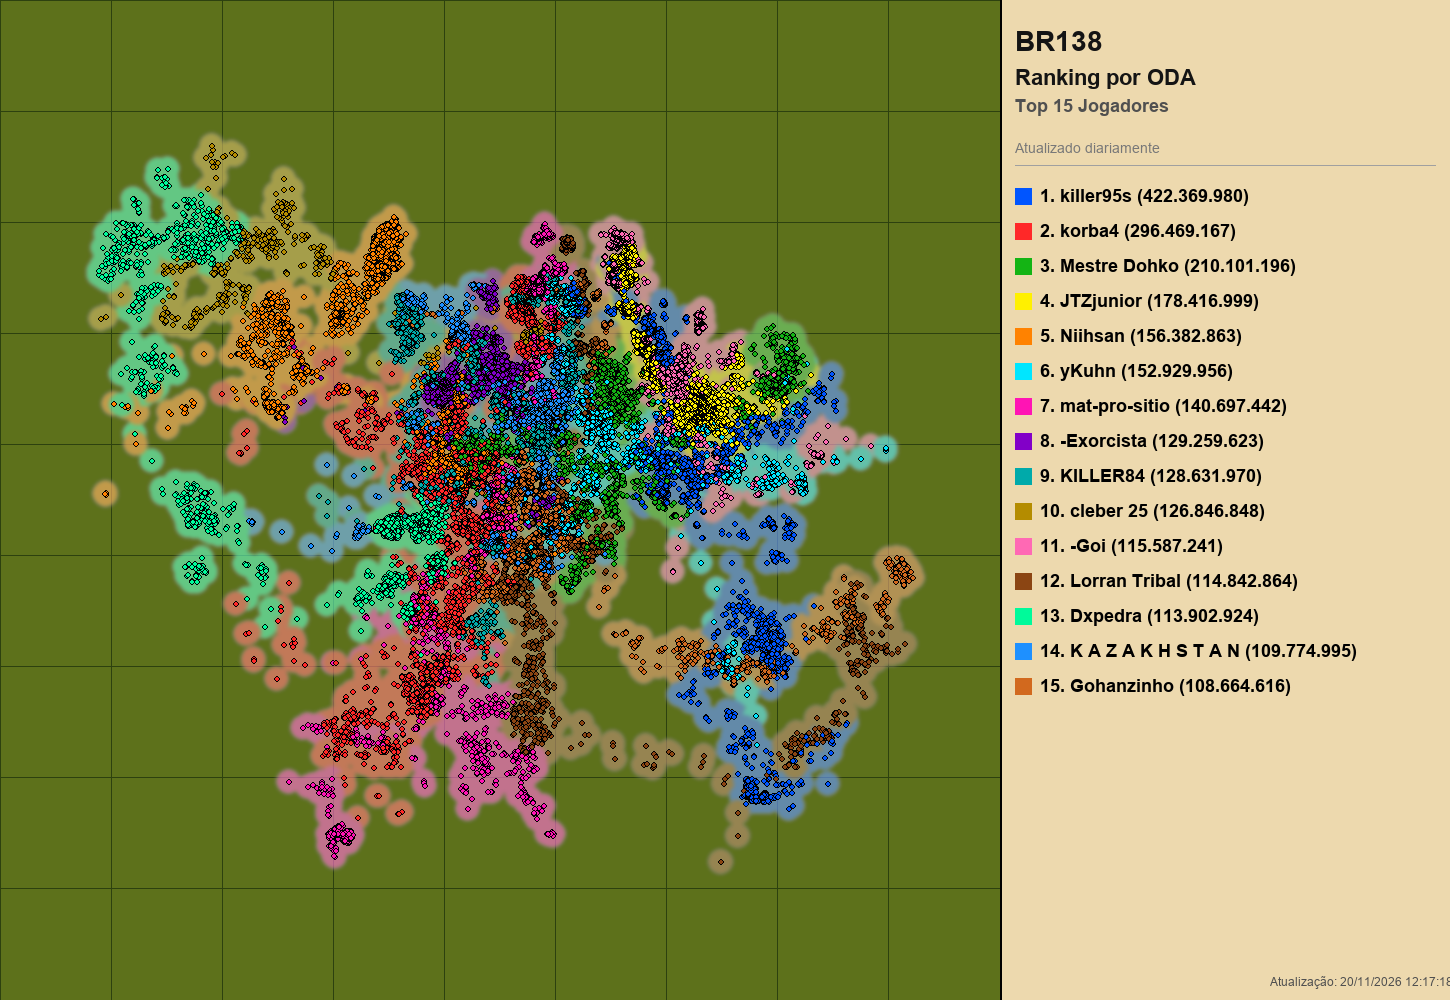 BR138
Ranking por ODA
Top 15 Jogadores
Atualizado diariamente
1. killer95s (422.369.980)
2. korba4 (296.469.167)
3. Mestre Dohko (210.101.196)
4. JTZjunior (178.416.999)
5. Niihsan (156.382.863)
6. yKuhn (152.929.956)
7. mat-pro-sitio (140.697.442)
8. -Exorcista (129.259.623)
9. KILLER84 (128.631.970)
10. cleber 25 (126.846.848)
11. -Goi (115.587.241)
12. Lorran Tribal (114.842.864)
13. Dxpedra (113.902.924)
14. K A Z A K H S T A N (109.774.995)
15. Gohanzinho (108.664.616)
Atualização: 20/11/2026 12:17:18